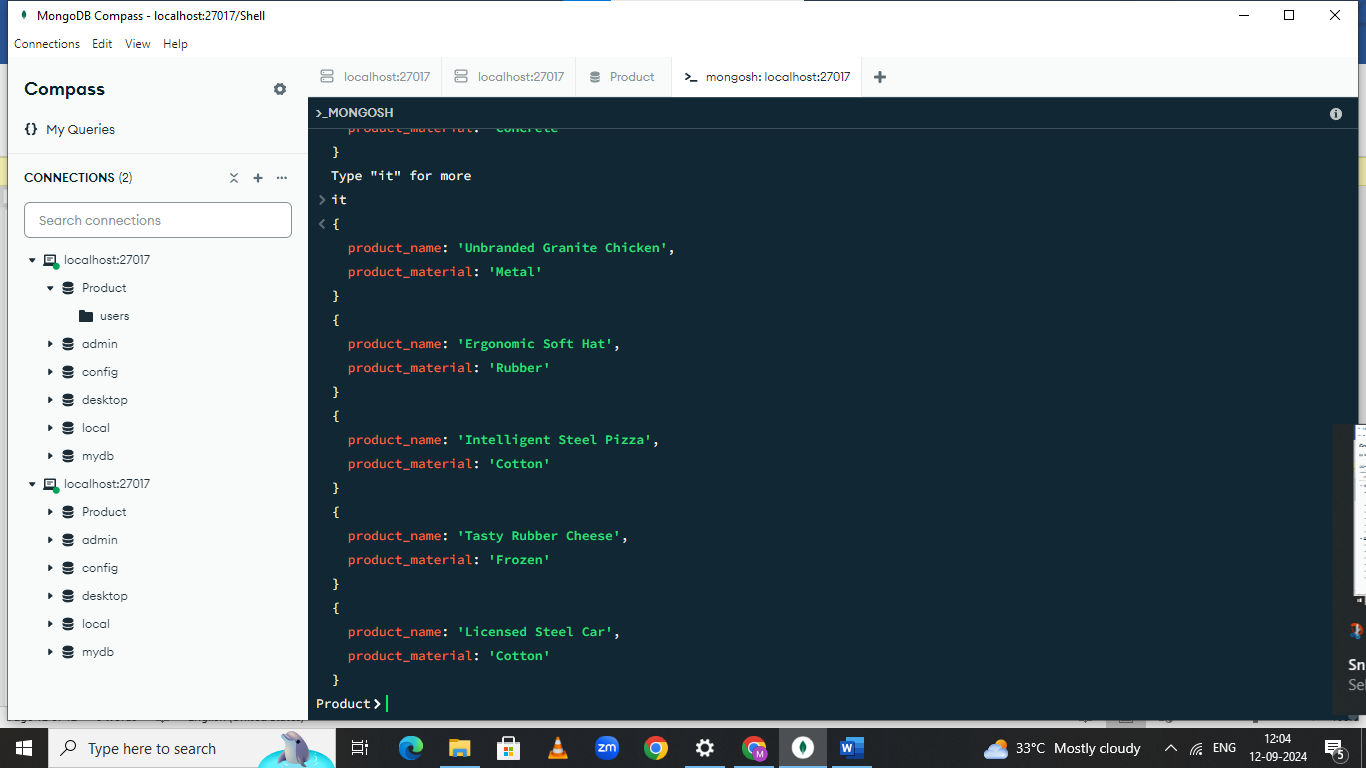 MongoDB Compass - localhost:27017/Shell
Connections Edit View Help
Compass
{} My Queries
CONNECTIONS (2)
Search connections
localhost:27017
Product
users
admin
config
desktop
local
mydb
localhost:27017
Product
admin
config
desktop
local
mydb
localhost:27017 localhost:27017 Product >_ mongosh: localhost:27017
>_MONGOSH
product_material: 'Concrete'
}
Type "it" for more
> it
< {
product_name: 'Unbranded Granite Chicken',
product_material: 'Metal'
}
{
product_name: 'Ergonomic Soft Hat',
product_material: 'Rubber'
}
{
product_name: 'Intelligent Steel Pizza',
product_material: 'Cotton'
}
{
product_name: 'Tasty Rubber Cheese',
product_material: 'Frozen'
}
{
product_name: 'Licensed Steel Car',
product_material: 'Cotton'
}
Product>
Sn
Sel
Type here to search
zm
M
W
33°C Mostly cloudy
ENG
12:04
12-09-2024
5